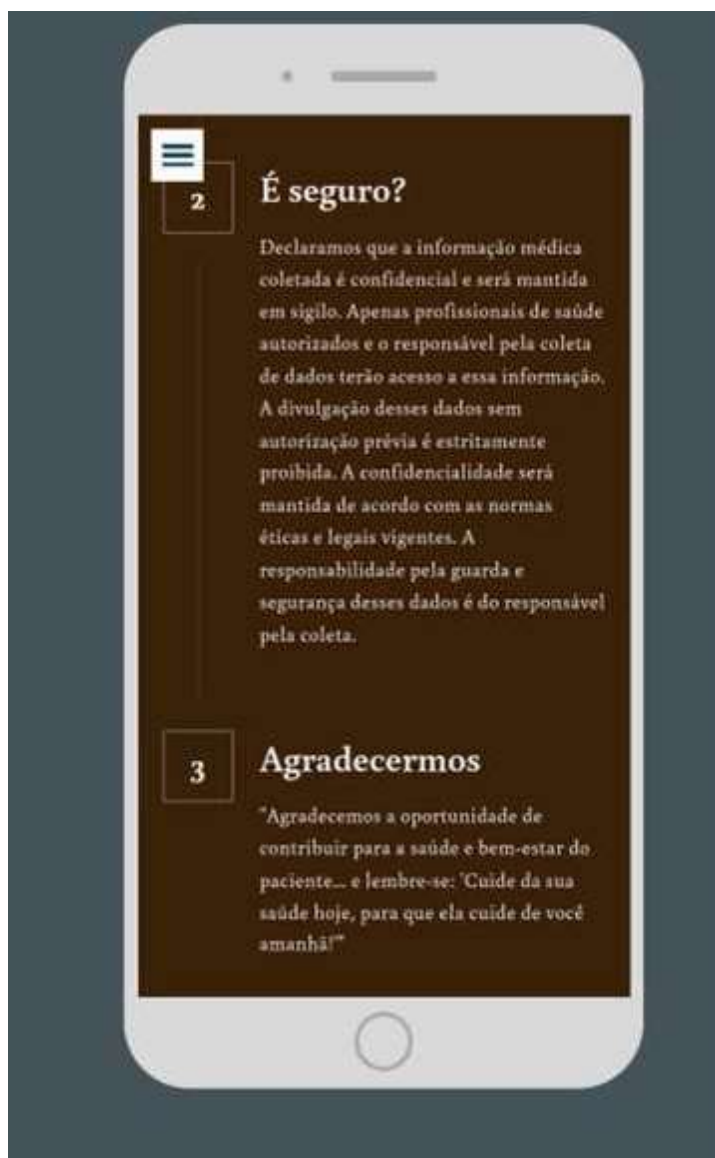 2
É seguro?
Declaramos que a informação médica
coletada é confidencial e será mantida
em sigilo. Apenas profissionais de saúde
autorizados e o responsável pela coleta
de dados terão acesso a essa informação.
A divulgação desses dados sem
autorização prévia é estritamente
proibida. A confidencialidade será
mantida de acordo com as normas
éticas e legais vigentes. A
responsabilidade pela guarda e
segurança desses dados é do responsável
pela coleta.
3
Agradecermos
"Agradecemos a oportunidade de
contribuir para a saúde e bem-estar do
paciente... e lembre-se: 'Cuide da sua
saúde hoje, para que ela cuide de você
amanhã!'"